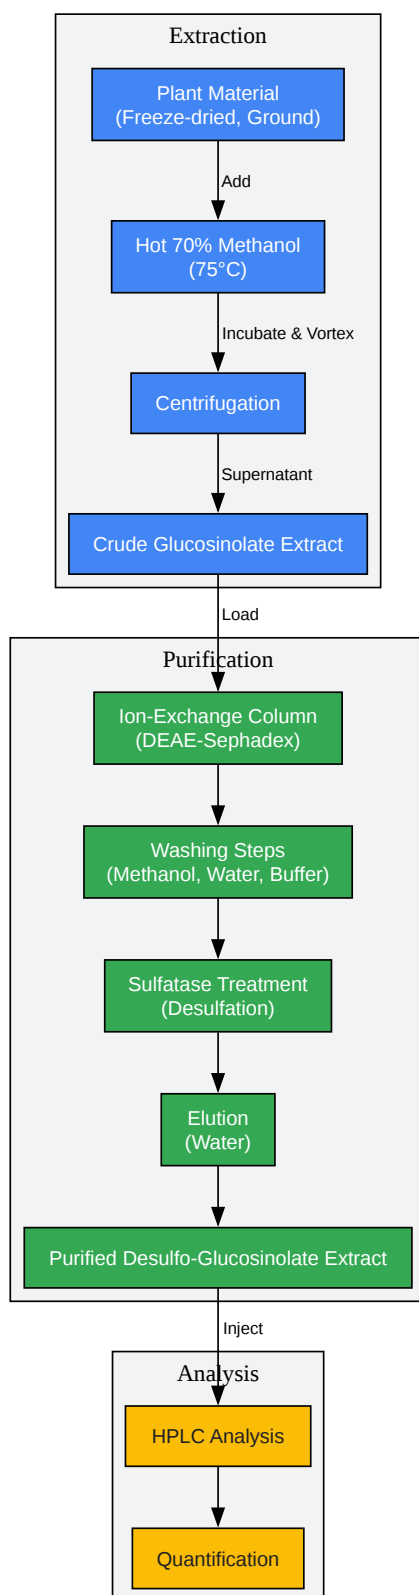 Extraction
Plant Material
(Freeze-dried, Ground)
Add
Hot 70% Methanol
(75°C)
Incubate & Vortex
Centrifugation
Supernatant
Crude Glucosinolate Extract
Load
Purification
Ion-Exchange Column
(DEAE-Sephadex)
Washing Steps
(Methanol, Water, Buffer)
Sulfatase Treatment
(Desulfation)
Elution
(Water)
Purified Desulfo-Glucosinolate Extract
Inject
Analysis
HPLC Analysis
Quantification